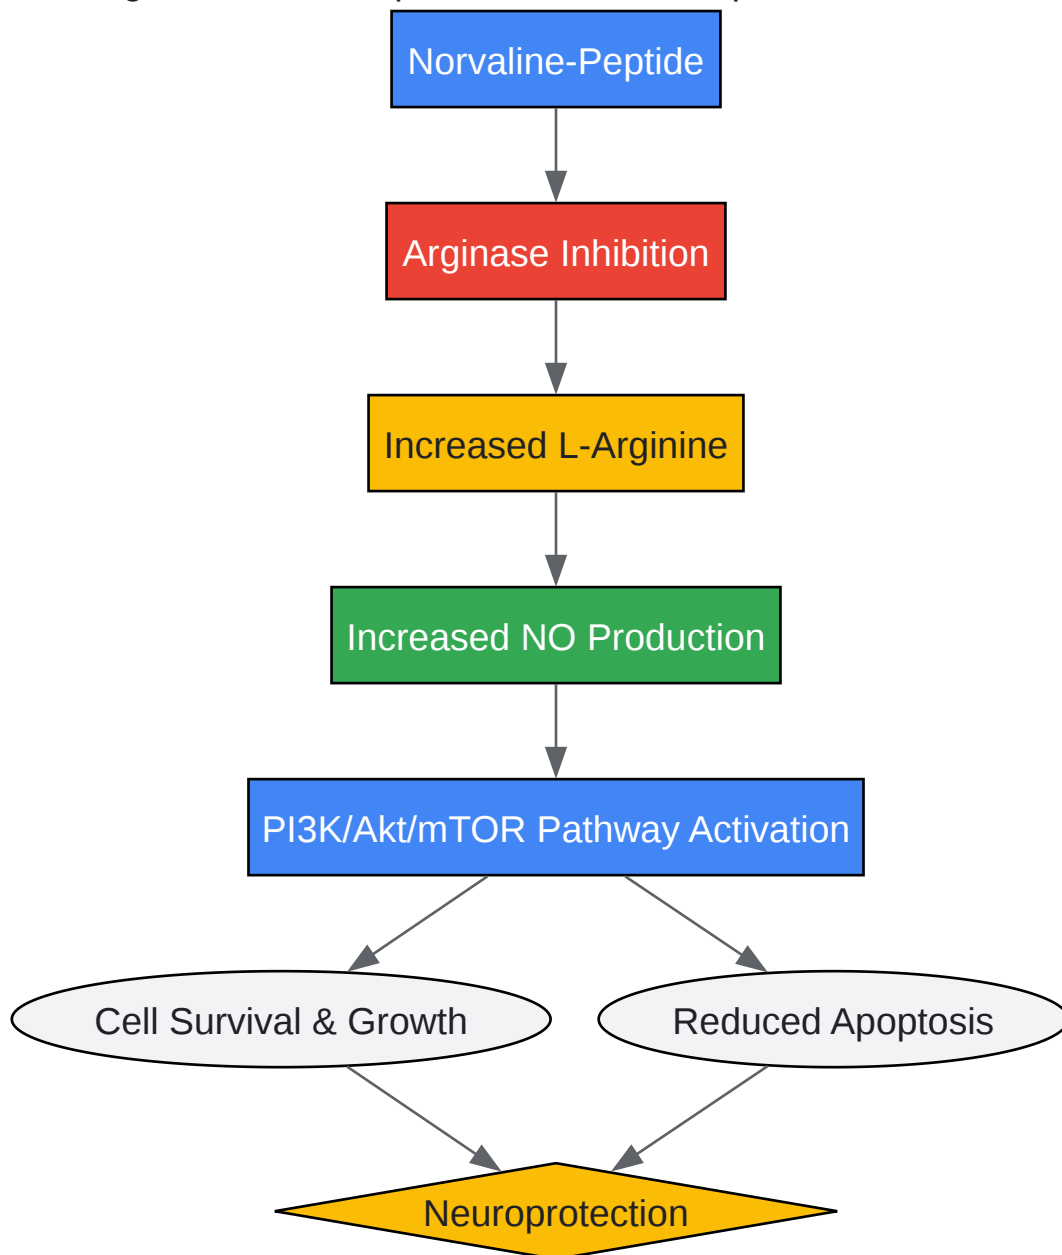 Norvaline-Peptide
Arginase Inhibition
Increased L-Arginine
Increased NO Production
PI3K/Akt/mTOR Pathway Activation
Cell Survival & Growth
Reduced Apoptosis
Neuroprotection